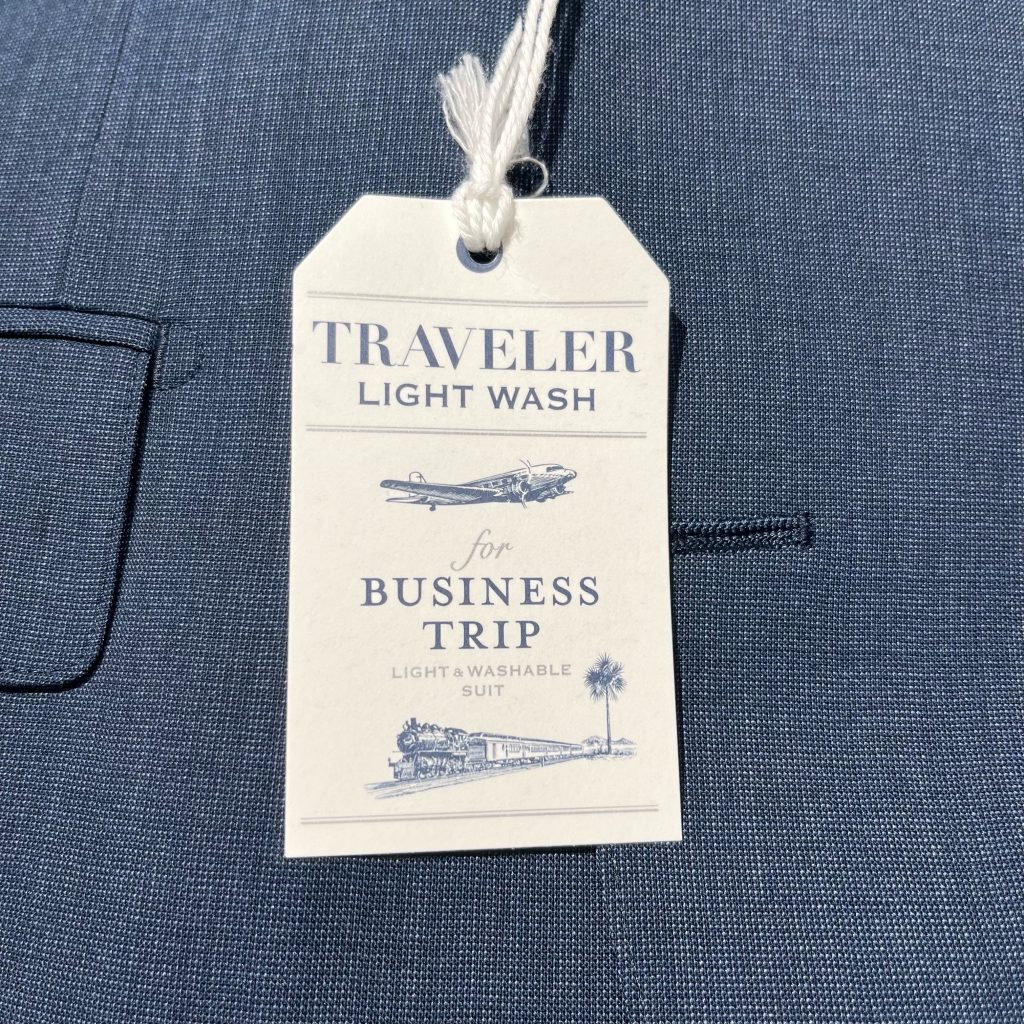 TRAVELER
LIGHT WASH
for
BUSINESS
TRIP
LIGHT & WASHABLE
SUIT